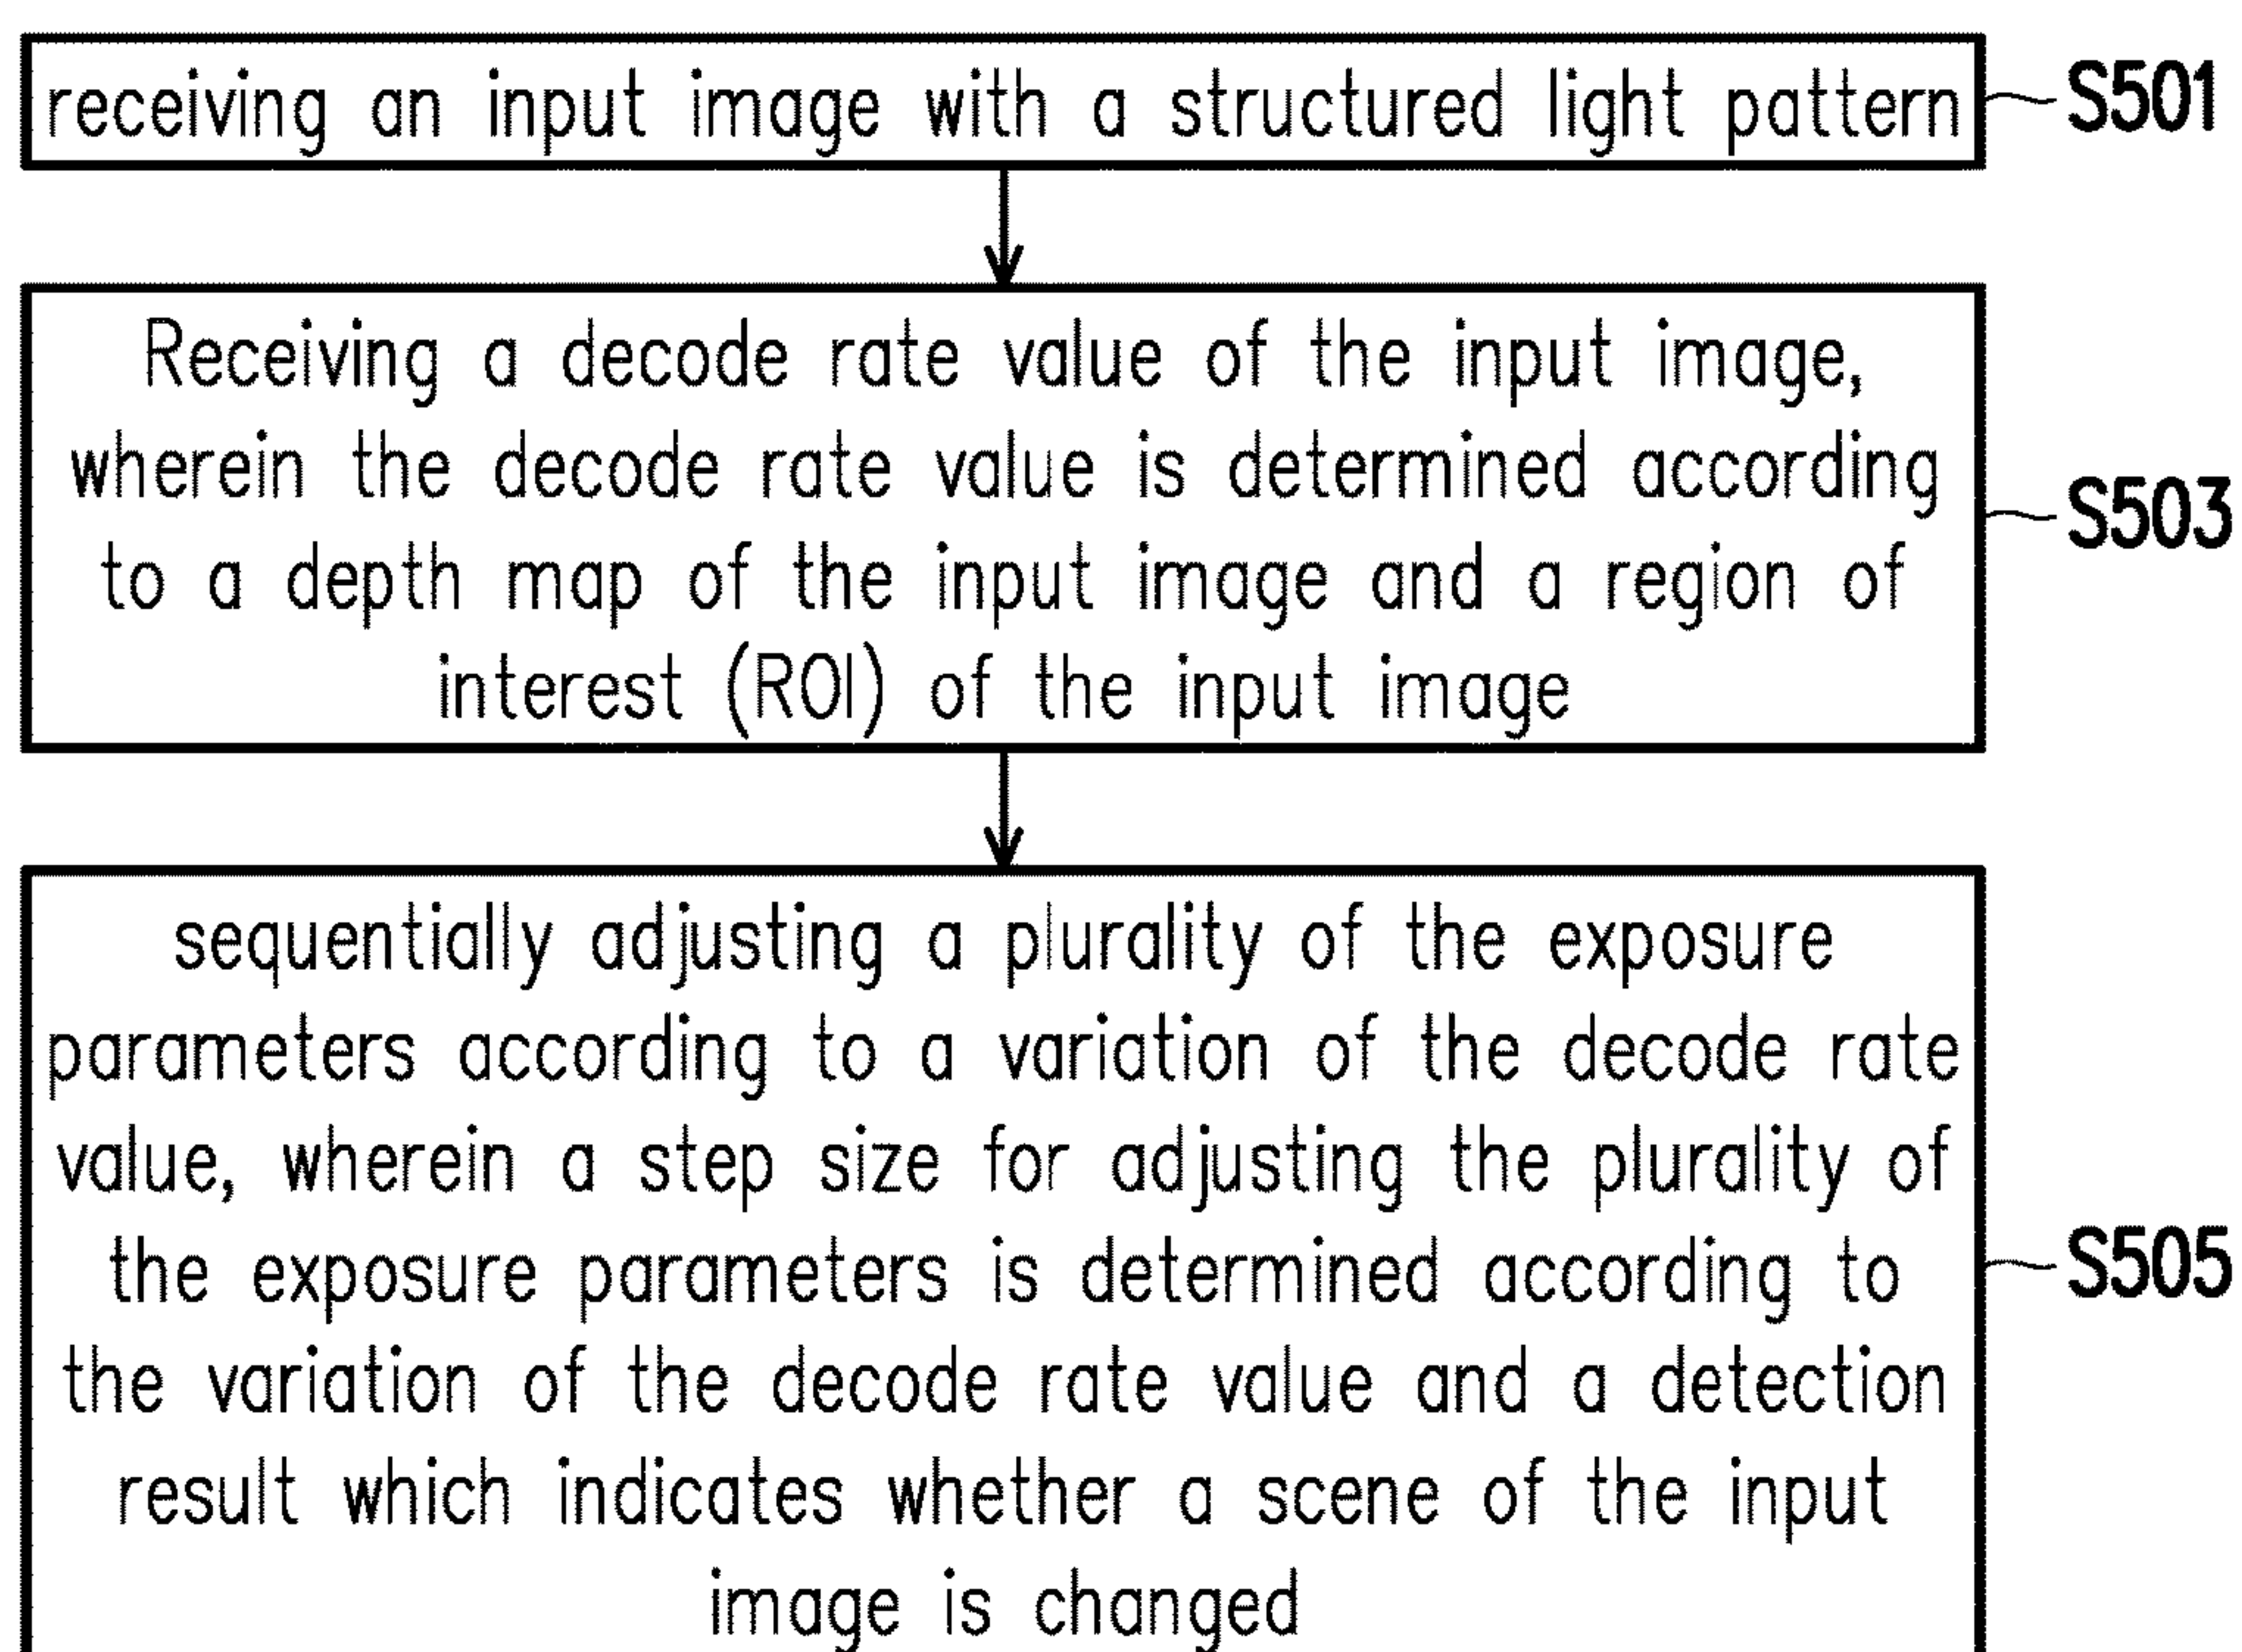 receiving an input image with a structured light pattern
S501
Receiving a decode rate value of the input image,
wherein the decode rate value is determined according
to a depth map of the input image and a region of
interest (ROI) of the input image
S503
sequentially adjusting a plurality of the exposure
parameters according to a variation of the decode rate
value, wherein a step size for adjusting the plurality of
the exposure parameters is determined according to
the variation of the decode rate value and a detection
result which indicates whether a scene of the input
image is changed
S505